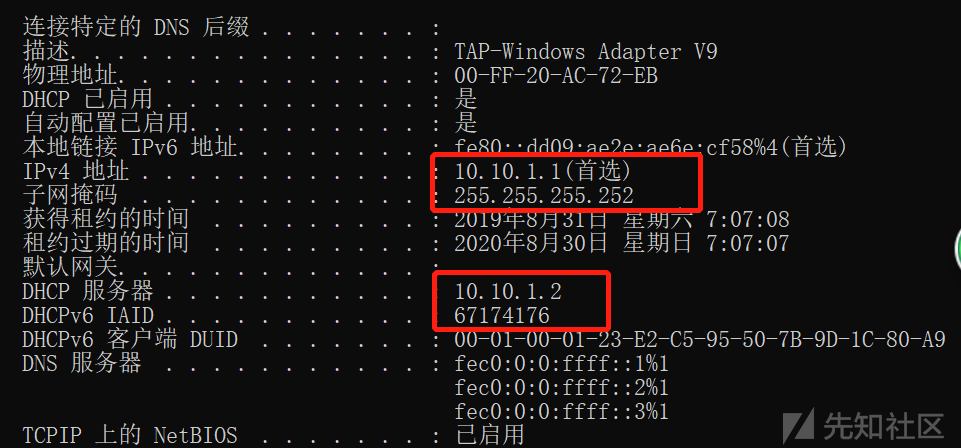 连接特定的 DNS 后缀 . . . . . . . :
描述. . . . . . . . . . . . . . . : TAP-Windows Adapter V9
物理地址. . . . . . . . . . . . . : 00-FF-20-AC-72-EB
DHCP 已启用 . . . . . . . . . . . : 是
自动配置已启用. . . . . . . . . . : 是
本地链接 IPv6 地址. . . . . . . . : fe80::dd09:ae2e:ae6e:cf58%4(首选)
IPv4 地址 . . . . . . . . . . . . : 10.10.1.1(首选)
子网掩码 . . . . . . . . . . . . : 255.255.255.252
获得租约的时间 . . . . . . . . . : 2019年8月31日 星期六 7:07:08
租约过期的时间 . . . . . . . . . : 2020年8月30日 星期日 7:07:07
默认网关. . . . . . . . . . . . . :
DHCP 服务器 . . . . . . . . . . . : 10.10.1.2
DHCPv6 IAID . . . . . . . . . . . : 67174176
DHCPv6 客户端 DUID . . . . . . . : 00-01-00-01-23-E2-C5-95-50-7B-9D-1C-80-A9
DNS 服务器 . . . . . . . . . . . : fec0:0:0:ffff::1%1
fec0:0:0:ffff::2%1
fec0:0:0:ffff::3%1
TCPIP 上的 NetBIOS . . . . . . . : 已启用
先知社区